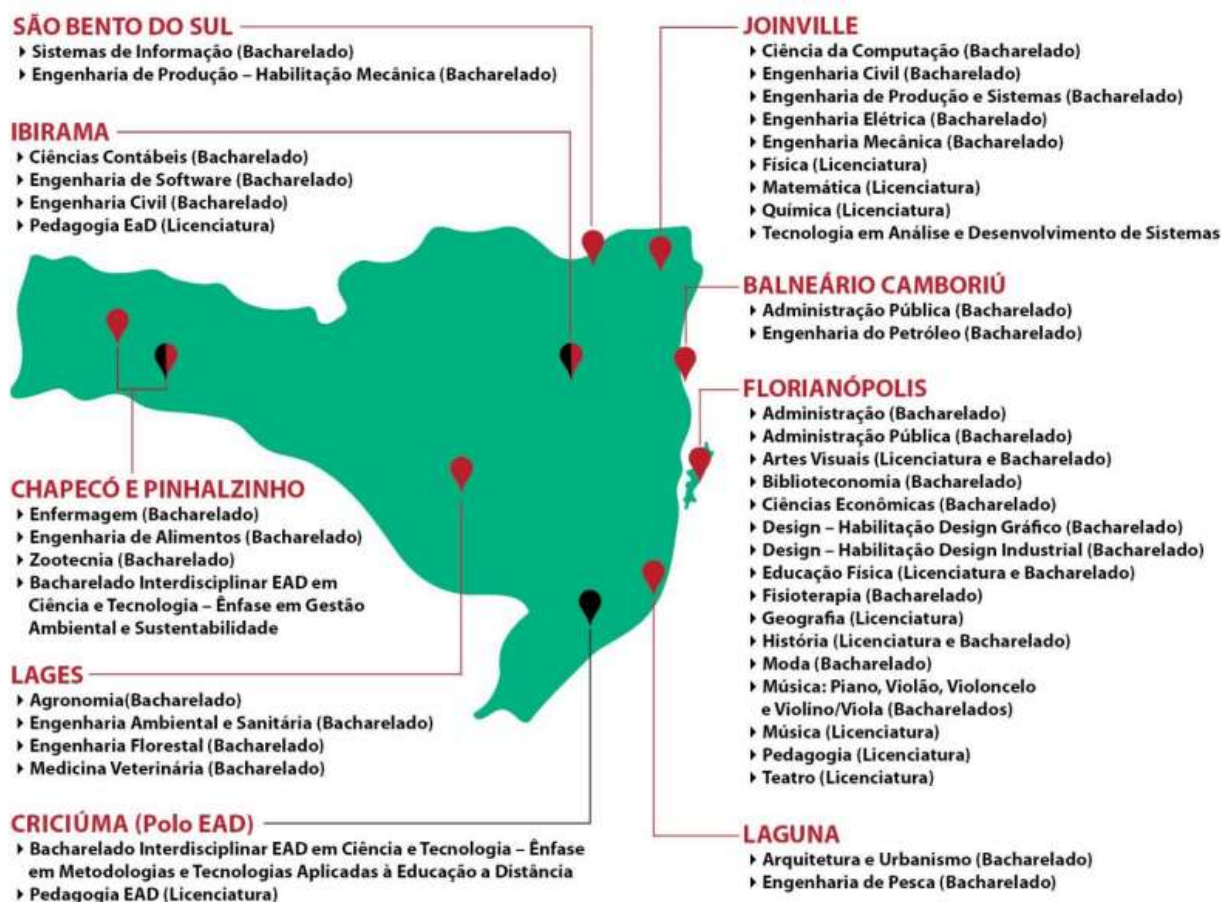 SÃO BENTO DO SUL
Sistemas de Informação (Bacharelado)
Engenharia de Produção – Habilitação Mecânica (Bacharelado)
IBIRAMA
Ciências Contábeis (Bacharelado)
Engenharia de Software (Bacharelado)
Engenharia Civil (Bacharelado)
Pedagogia EaD (Licenciatura)
CHAPECÓ E PINHALZINHO
Enfermagem (Bacharelado)
Engenharia de Alimentos (Bacharelado)
Zootecnia (Bacharelado)
Bacharelado Interdisciplinar EAD em
Ciência e Tecnologia – Ênfase em Gestão
Ambiental e Sustentabilidade
LAGES
Agronomia(Bacharelado)
Engenharia Ambiental e Sanitária (Bacharelado)
Engenharia Florestal (Bacharelado)
Medicina Veterinária (Bacharelado)
CRICIÚMA (Polo EAD)
Bacharelado Interdisciplinar EAD em Ciência e Tecnologia – Ênfase
em Metodologias e Tecnologias Aplicadas à Educação a Distância
Pedagogia EAD (Licenciatura)
JOINVILLE
Ciência da Computação (Bacharelado)
Engenharia Civil (Bacharelado)
Engenharia de Produção e Sistemas (Bacharelado)
Engenharia Elétrica (Bacharelado)
Engenharia Mecânica (Bacharelado)
Física (Licenciatura)
Matemática (Licenciatura)
Química (Licenciatura)
Tecnologia em Análise e Desenvolvimento de Sistemas
BALNEÁRIO CAMBORIÚ
Administração Pública (Bacharelado)
Engenharia do Petróleo (Bacharelado)
FLORIANÓPOLIS
Administração (Bacharelado)
Administração Pública (Bacharelado)
Artes Visuais (Licenciatura e Bacharelado)
Biblioteconomia (Bacharelado)
Ciências Econômicas (Bacharelado)
Design – Habilitação Design Gráfico (Bacharelado)
Design – Habilitação Design Industrial (Bacharelado)
Educação Física (Licenciatura e Bacharelado)
Fisioterapia (Bacharelado)
Geografia (Licenciatura)
História (Licenciatura e Bacharelado)
Moda (Bacharelado)
Música: Piano, Violão, Violoncelo
e Violino/Viola (Bacharelados)
Música (Licenciatura)
Pedagogia (Licenciatura)
Teatro (Licenciatura)
LAGUNA
Arquitetura e Urbanismo (Bacharelado)
Engenharia de Pesca (Bacharelado)